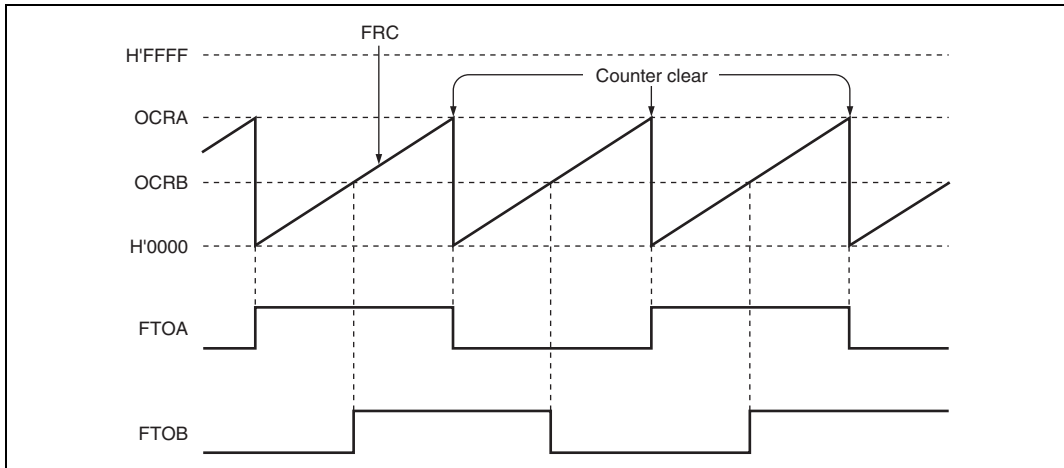 FRC
H'FFFF
Counter clear
OCRA
OCRB
H'0000
FTOA
FTOB